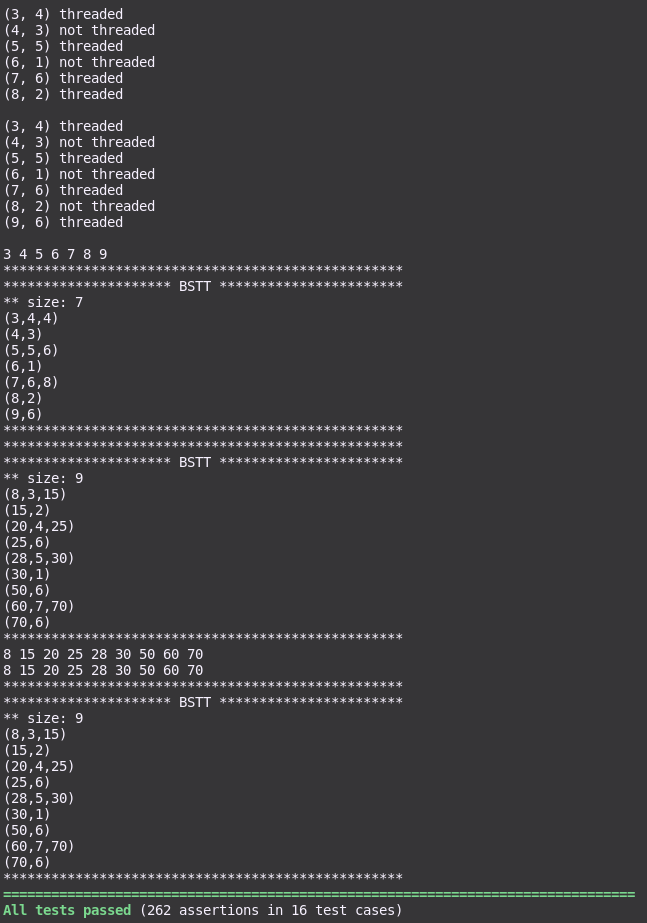 (3, 4) threaded
(4, 3) not threaded
(5, 5) threaded
(6, 1) not threaded
(7, 6) threaded
(8, 2) threaded

(3, 4) threaded
(4, 3) not threaded
(5, 5) threaded
(6, 1) not threaded
(7, 6) threaded
(8, 2) not threaded
(9, 6) threaded

3 4 5 6 7 8 9
**************************************************
********************* BSTT ***********************
** size: 7
(3,4,4)
(4,3)
(5,5,6)
(6,1)
(7,6,8)
(8,2)
(9,6)
**************************************************
**************************************************
********************* BSTT ***********************
** size: 9
(8,3,15)
(15,2)
(20,4,25)
(25,6)
(28,5,30)
(30,1)
(50,6)
(60,7,70)
(70,6)
**************************************************
8 15 20 25 28 30 50 60 70
8 15 20 25 28 30 50 60 70
**************************************************
********************* BSTT ***********************
** size: 9
(8,3,15)
(15,2)
(20,4,25)
(25,6)
(28,5,30)
(30,1)
(50,6)
(60,7,70)
(70,6)
**************************************************
===============================================================================
All tests passed (262 assertions in 16 test cases)